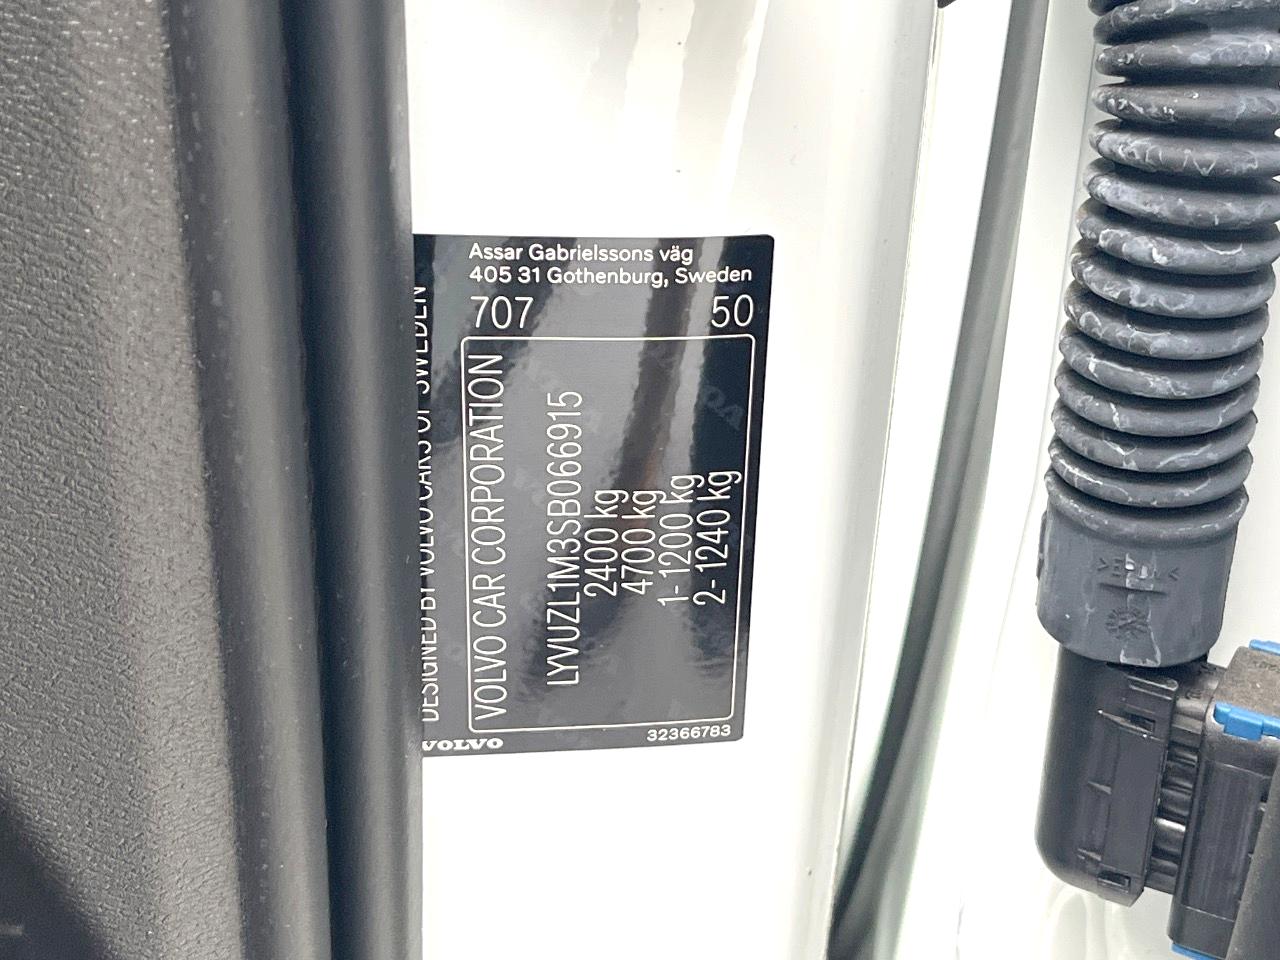 Assar Gabrielssons väg
405 31 Gothenburg, Sweden
707 50
DESIGNED BY VOLVO CARS OF SWEDEN
VOLVO CAR CORPORATION
LYVUZL1M3SB066915
2400 kg
4700 kg
1- 1200 kg
2- 1240 kg
VOLVO 32366783